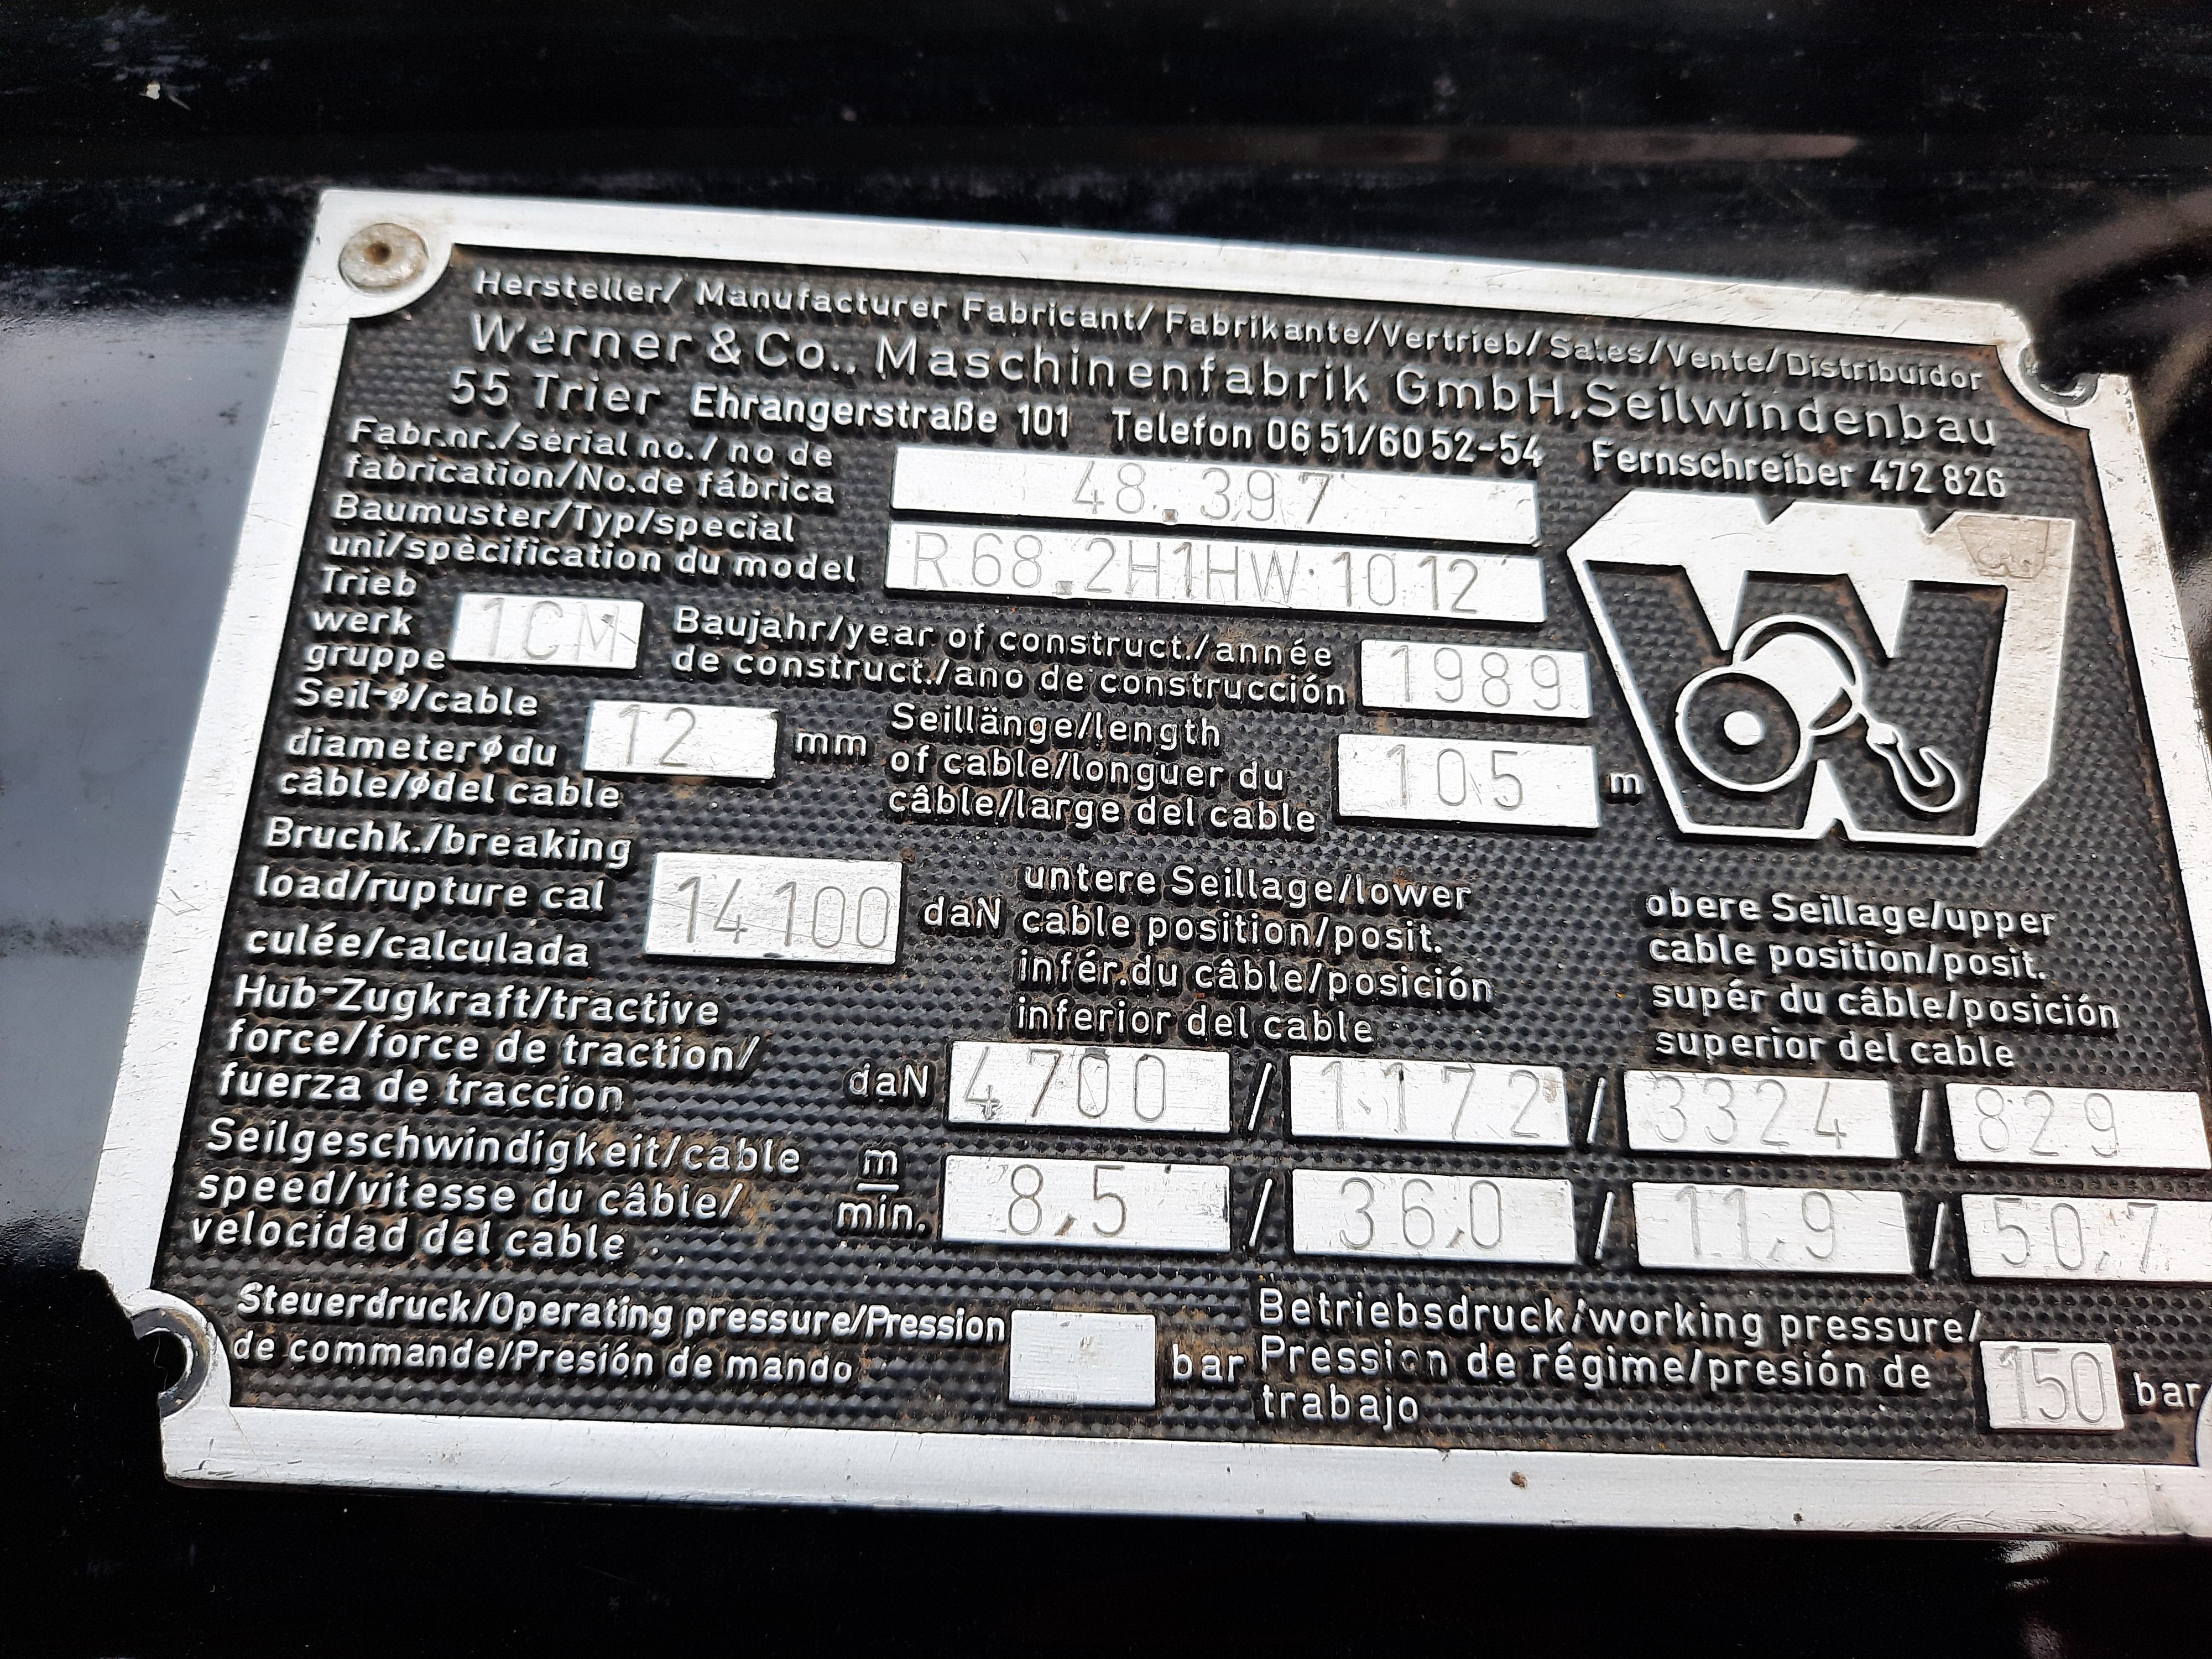 Hersteller/ Manufacturer Fabricant/ Fabrikante/Vertrieb/Sales/Vente/Distribuidor
Werner & Co., Maschinenfabrik GmbH, Seilwindenbau
55 Trier Ehrangerstraße 101 Telefon 06 51/60 52-54 Fernschreiber 472 826
Fabr.nr./serial no./ no de
fabrication/No.de fábrica
48.397
Baumuster/Typ/special
uni/spècification du model
R 68.2H1HW·10 12
Trieb
werk
gruppe
1CM
Baujahr/year of construct./année
de construct./ano de construcción
1989
Seil-ø/cable
diameter ø du
câble/ødel cable
12
mm
Seillänge/length
of cable/longuer du
câble/large del cable
105
m
Bruchk./breaking
load/rupture cal
culée/calculada
14100
daN
untere Seillage/lower
cable position/posit.
infér.du câble/posición
inferior del cable
obere Seillage/upper
cable position/posit.
supér du câble/posición
superior del cable
Hub-Zugkraft/tractive
force/force de traction/
fuerza de traccion
daN 4700 / 1172 / 3324 / 829
Seilgeschwindigkeit/cable
speed/vitesse du câble/
velocidad del cable
m
min.
8,5 / 36,0 / 11,9 / 50,7
Steuerdruck/Operating pressure/Pression
de commande/Presión de mando
bar
Betriebsdruck/working pressure/
Pression de régime/presión de
trabajo
150
bar